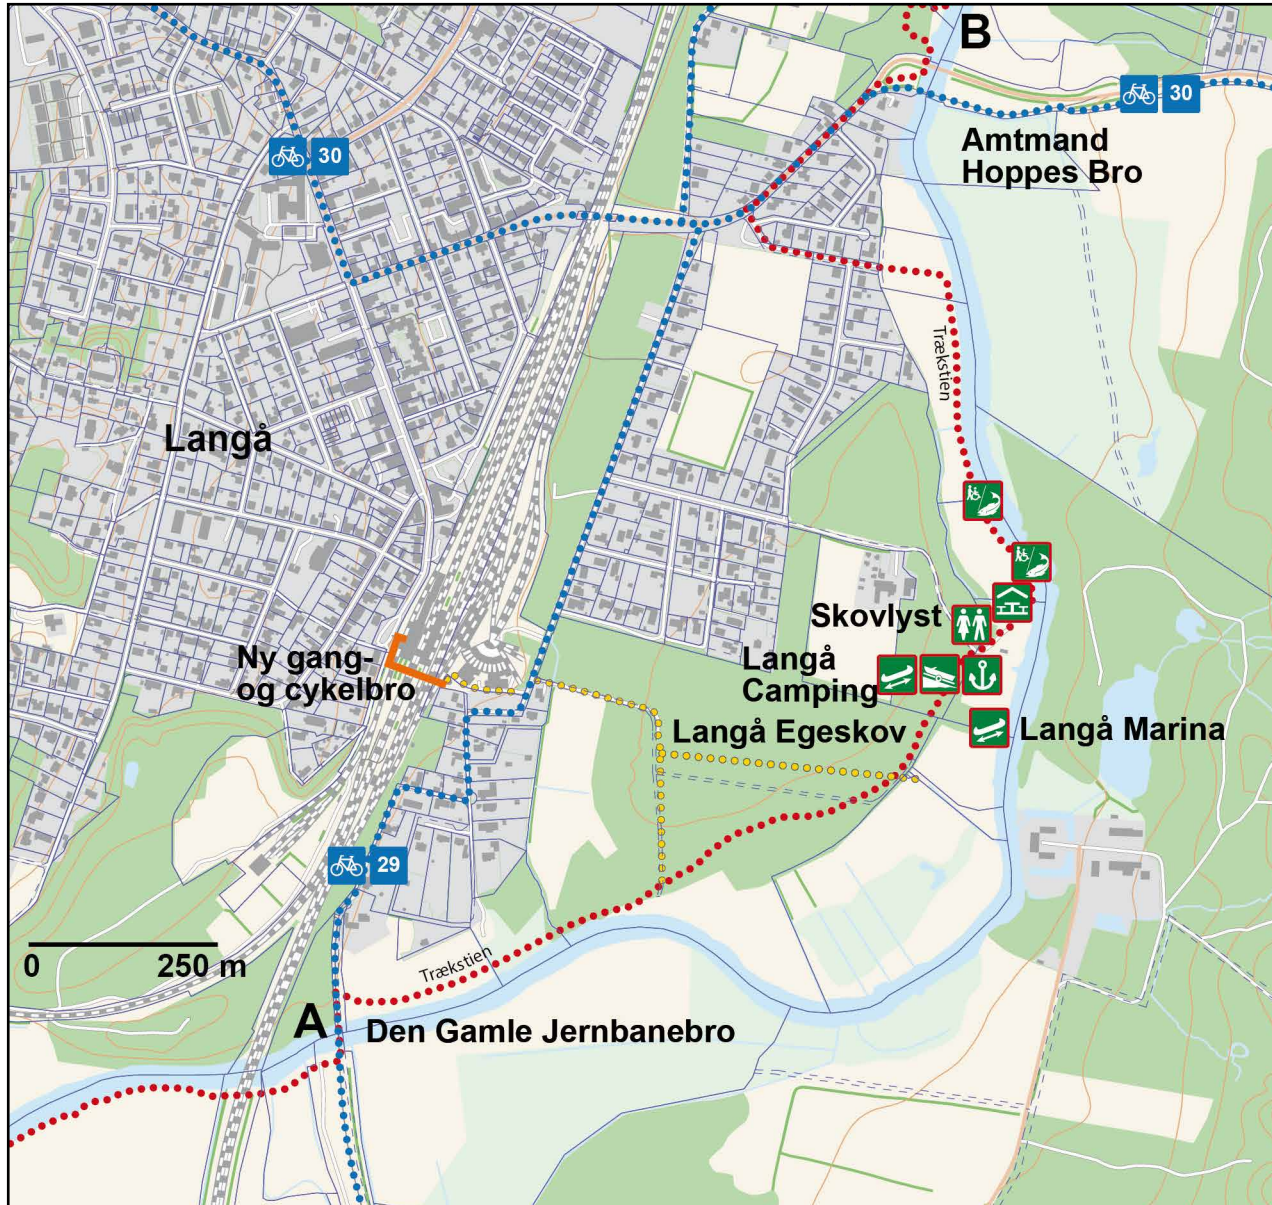 B
30
Amtmand
Hoppes Bro
30
Trækstien
Langå
Skovlyst
Ny gang-
og cykelbro
Langå
Camping
Langå Egeskov
Langå Marina
29
0 250 m
Trækstien
A
Den Gamle Jernbanebro